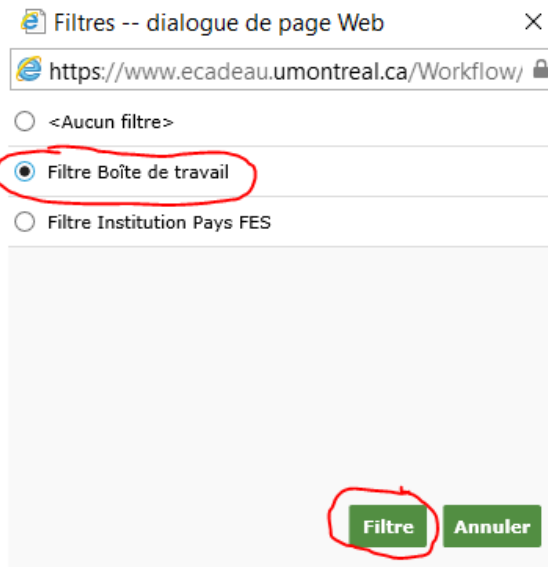 Filtres -- dialogue de page Web
https://www.ecadeau.umontreal.ca/Workflow/
<Aucun filtre>
Filtre Boîte de travail
Filtre Institution Pays FES
Filtre Annuler